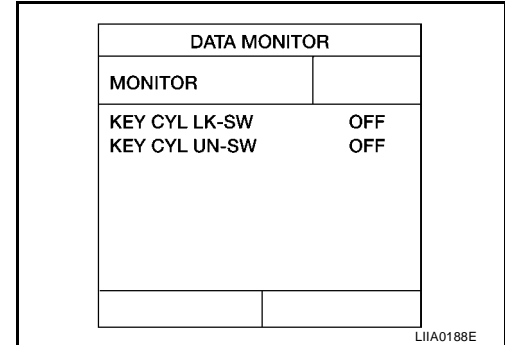 DATA MONITOR
MONITOR
KEY CYL LK-SW OFF
KEY CYL UN-SW OFF
LIIA0188E